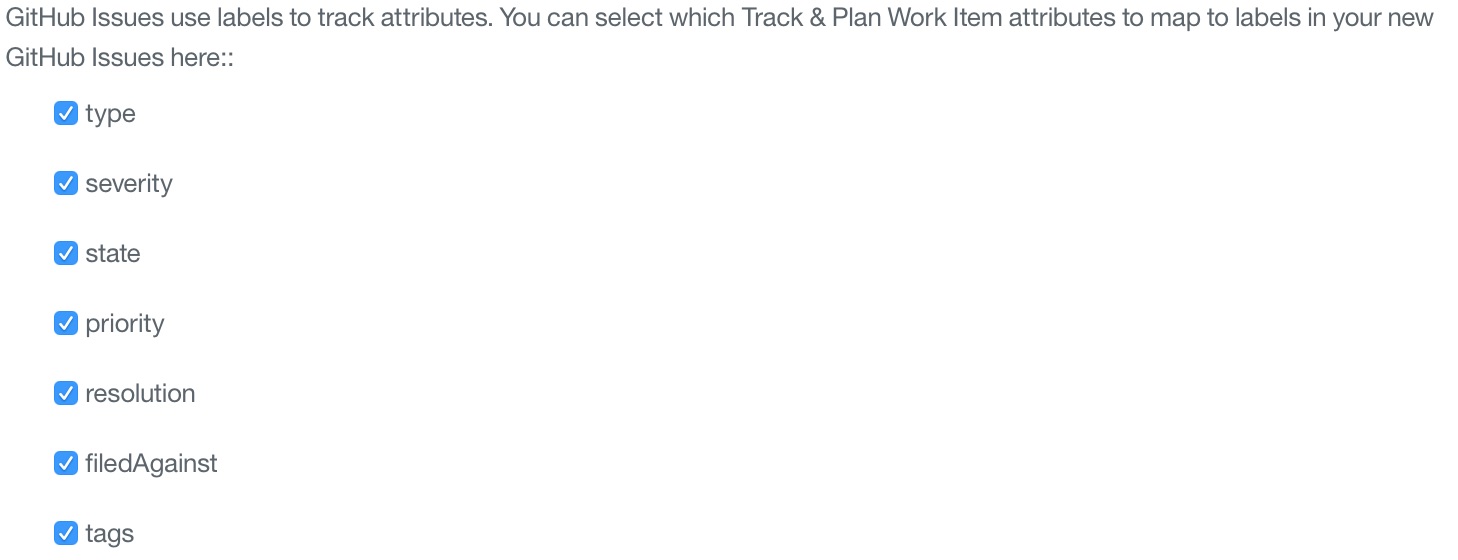 GitHub Issues use labels to track attributes. You can select which Track & Plan Work Item attributes to map to labels in your new
GitHub Issues here::
type
severity
state
priority
resolution
filedAgainst
tags